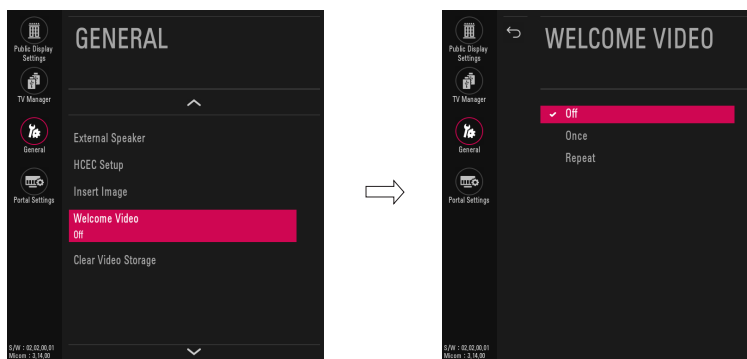 Public Display
Settings
TV Manager
General
Portal Settings
S/W : 02,02,00,01
Micom : 3,14,00
GENERAL
External Speaker
HCEC Setup
Insert Image
Welcome Video
Off
Clear Video Storage
Public Display
Settings
TV Manager
General
Portal Settings
S/W : 02,02,00,01
Micom : 3,14,00
WELCOME VIDEO
Off
Once
Repeat